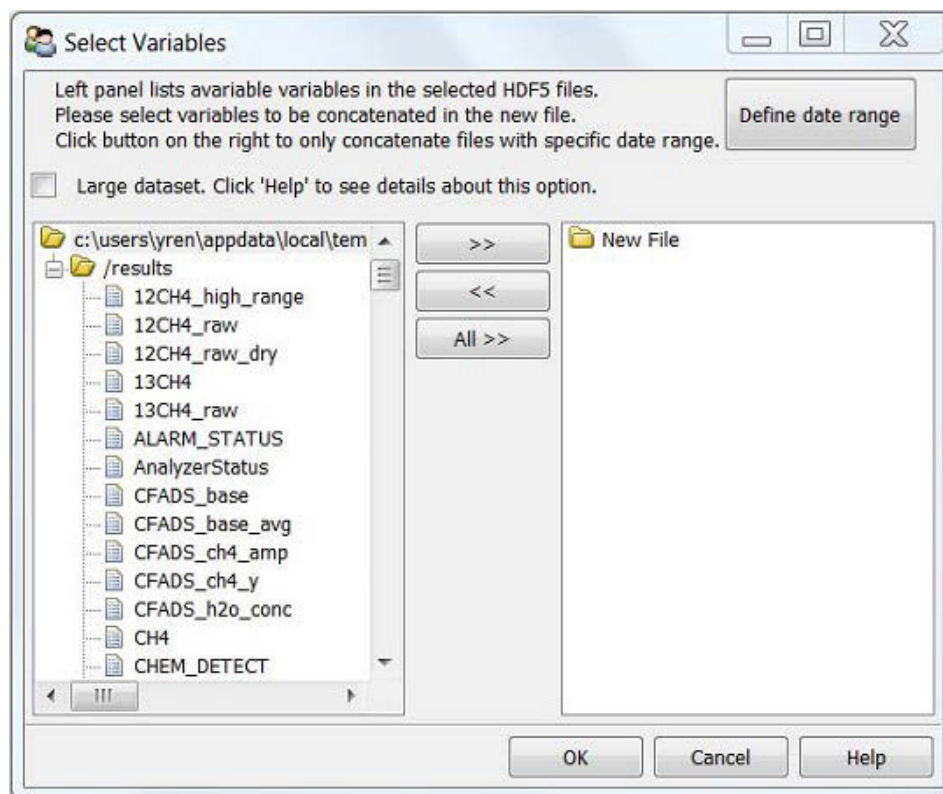 Select Variables
Left panel lists avariable variables in the selected HDF5 files.
Please select variables to be concatenated in the new file.
Click button on the right to only concatenate files with specific date range.
Define date range
Large dataset. Click 'Help' to see details about this option.
c:\users\yren\appdata\local\tem
/results
12CH4_high_range
12CH4_raw
12CH4_raw_dry
13CH4
13CH4_raw
ALARM_STATUS
AnalyzerStatus
CFADS_base
CFADS_base_avg
CFADS_ch4_amp
CFADS_ch4_y
CFADS_h2o_conc
CH4
CHEM_DETECT
>>
<<
All >>
New File
OK
Cancel
Help